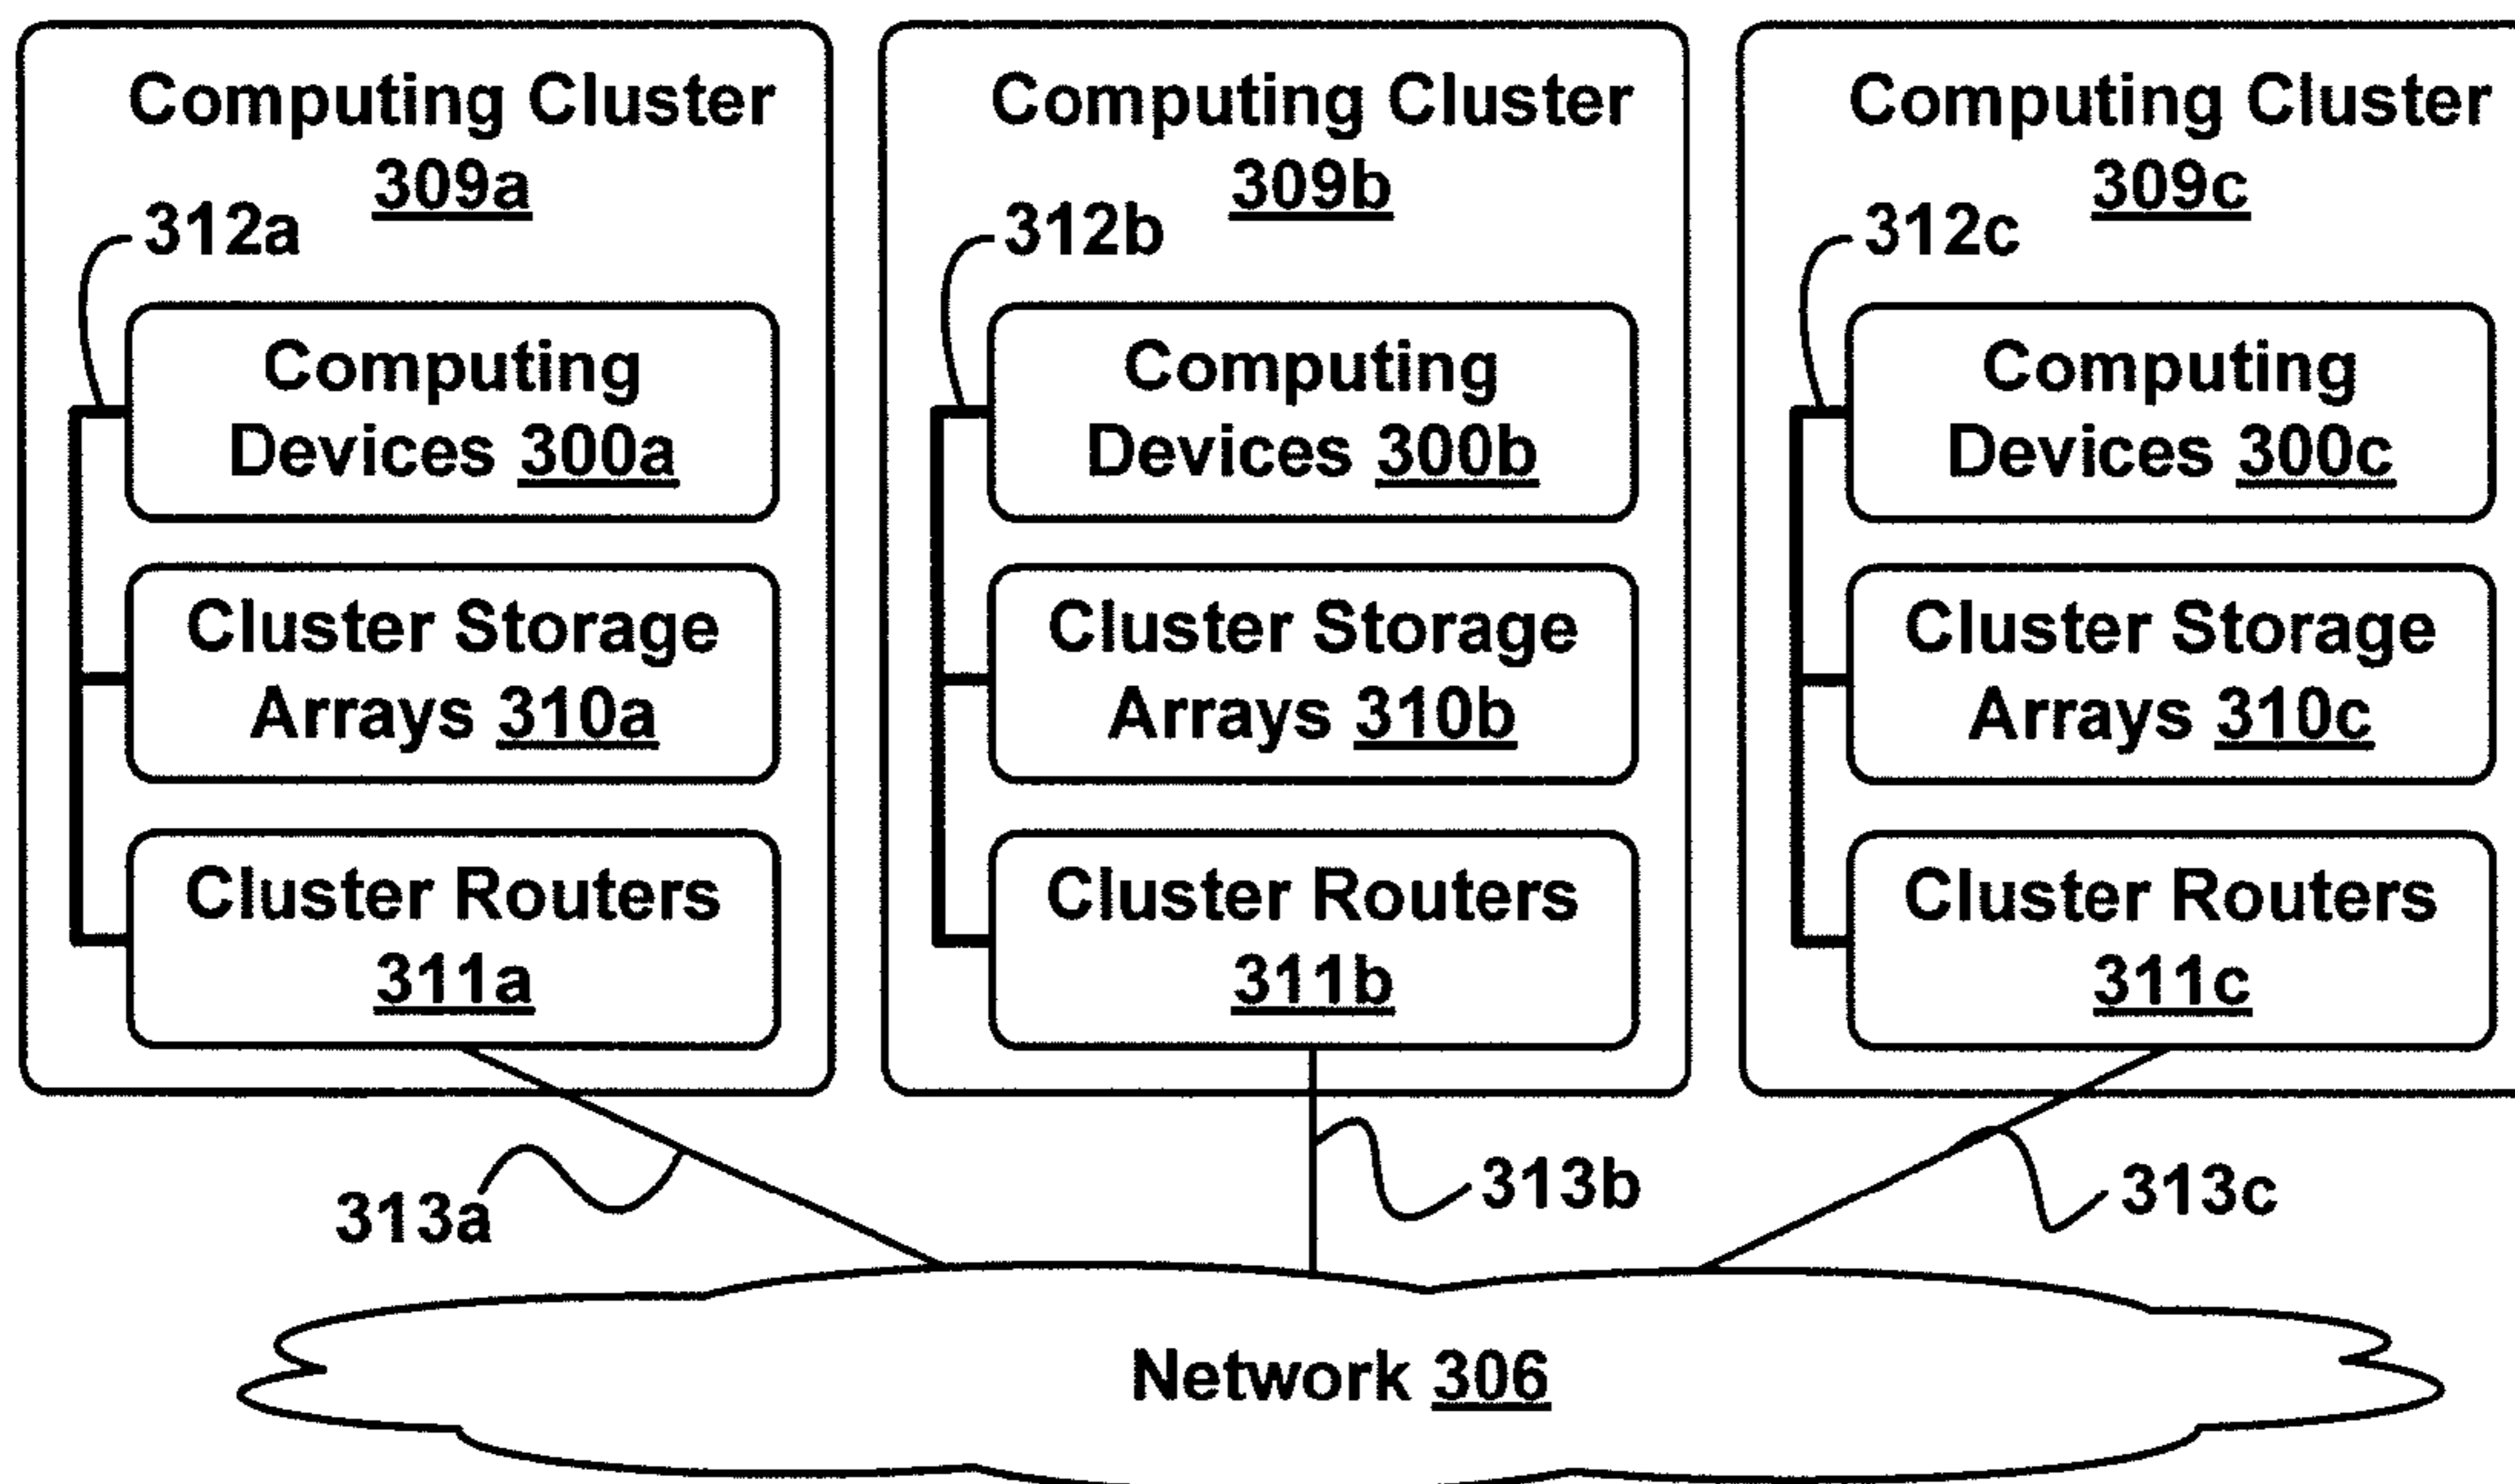 Computing Cluster
309a
312a
Computing
Devices 300a
Cluster Storage
Arrays 310a
Cluster Routers
311a
Computing Cluster
309b
312b
Computing
Devices 300b
Cluster Storage
Arrays 310b
Cluster Routers
311b
Computing Cluster
309c
312c
Computing
Devices 300c
Cluster Storage
Arrays 310c
Cluster Routers
311c
313a
313b
313c
Network 306